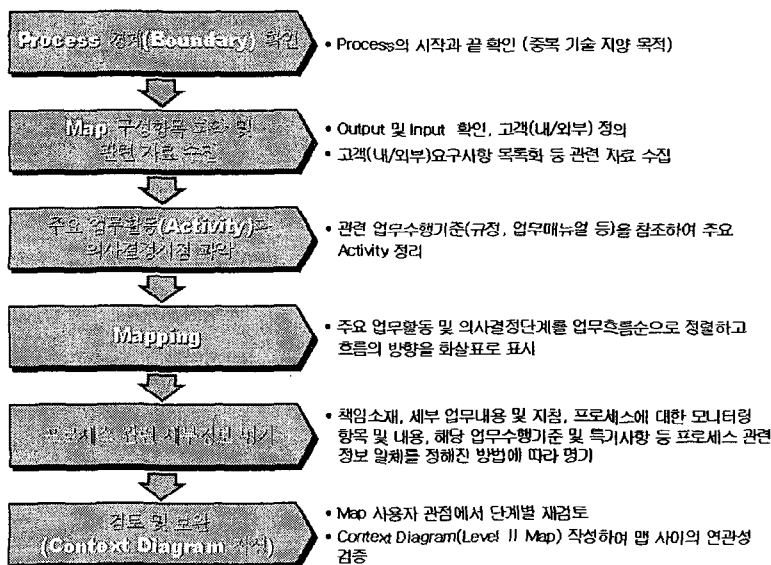 Process 경계(Boundary) 확인
• Process의 시작과 끝 확인 (중복 기술 지양 목적)
Map 구성항목 파악 및
관련 자료 수집
• Output 및 Input 확인, 고객(내/외부) 정의
• 고객(내/외부)요구사항 목록화 등 관련 자료 수집
주요 업무활동(Activity)과
의사결정시점 파악
• 관련 업무수행기준(규정, 업무매뉴얼 등)을 참조하여 주요
Activity 정리
Mapping
• 주요 업무활동 및 의사결정단계를 업무흐름순으로 정렬하고
흐름의 방향을 화살표로 표시
프로세스 관련 세부정보 명기
• 책임소재, 세부 업무내용 및 지침, 프로세스에 대한 모니터링
항목 및 내용, 해당 업무수행기준 및 특기사항 등 프로세스 관련
정보 일체를 정해진 방법에 따라 명기
검토 및 보완
(Context Diagram 작성)
• Map 사용자 관점에서 단계별 재검토
• Context Diagram(Level II Map) 작성하여 맵 사이의 연관성
검증